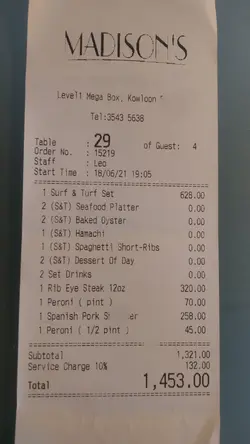 MADISON'S
Level1 Mega Box, Kowloon
Tel:3543 5638
Table : 29 of Guest: 4
Order No. : 15219
Staff : Leo
Start Time : 18/06/21 19:05
1 Surf & Turf Set 628.00
2 (S&T) Seafood Platter 0.00
2 (S&T) Baked Oyster 0.00
1 (S&T) Hamachi 0.00
1 (S&T) Spaghetti Short-Ribs 0.00
2 (S&T) Dessert Of Day 0.00
2 Set Drinks 0.00
1 Rib Eye Steak 12oz 320.00
1 Peroni ( pint ) 70.00
1 Spanish Pork 258.00
1 Peroni ( 1/2 pint ) 45.00
Subtotal 1,321.00
Service Charge 10% 132.00
Total 1,453.00